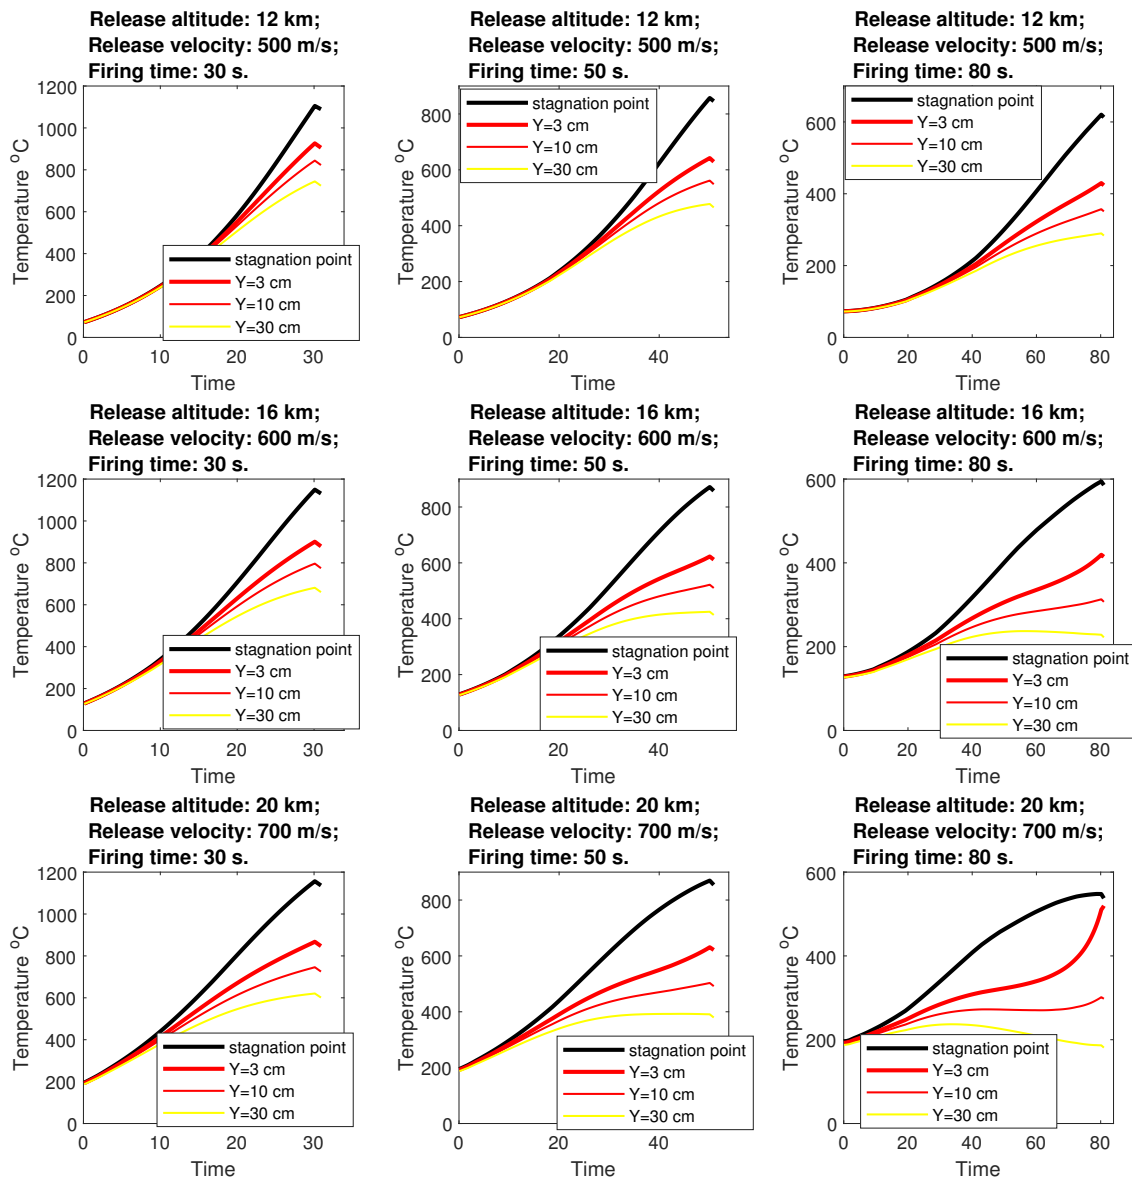 Release altitude: 12 km;
Release velocity: 500 m/s;
Firing time: 30 s.
1200
1000
800
600
400
200
0
Temperature °C
stagnation point
Y=3 cm
Y=10 cm
Y=30 cm
0 10 20 30
Time
Release altitude: 12 km;
Release velocity: 500 m/s;
Firing time: 50 s.
800
600
400
200
0
Temperature °C
stagnation point
Y=3 cm
Y=10 cm
Y=30 cm
0 20 40
Time
Release altitude: 12 km;
Release velocity: 500 m/s;
Firing time: 80 s.
600
400
200
0
Temperature °C
stagnation point
Y=3 cm
Y=10 cm
Y=30 cm
0 20 40 60 80
Time
Release altitude: 16 km;
Release velocity: 600 m/s;
Firing time: 30 s.
1200
1000
800
600
400
200
0
Temperature °C
stagnation point
Y=3 cm
Y=10 cm
Y=30 cm
0 10 20 30
Time
Release altitude: 16 km;
Release velocity: 600 m/s;
Firing time: 50 s.
800
600
400
200
0
Temperature °C
stagnation point
Y=3 cm
Y=10 cm
Y=30 cm
0 20 40
Time
Release altitude: 16 km;
Release velocity: 600 m/s;
Firing time: 80 s.
600
400
200
0
Temperature °C
stagnation point
Y=3 cm
Y=10 cm
Y=30 cm
0 20 40 60 80
Time
Release altitude: 20 km;
Release velocity: 700 m/s;
Firing time: 30 s.
1200
1000
800
600
400
200
0
Temperature °C
stagnation point
Y=3 cm
Y=10 cm
Y=30 cm
0 10 20 30
Time
Release altitude: 20 km;
Release velocity: 700 m/s;
Firing time: 50 s.
800
600
400
200
0
Temperature °C
stagnation point
Y=3 cm
Y=10 cm
Y=30 cm
0 20 40
Time
Release altitude: 20 km;
Release velocity: 700 m/s;
Firing time: 80 s.
600
400
200
0
Temperature °C
stagnation point
Y=3 cm
Y=10 cm
Y=30 cm
0 20 40 60 80
Time